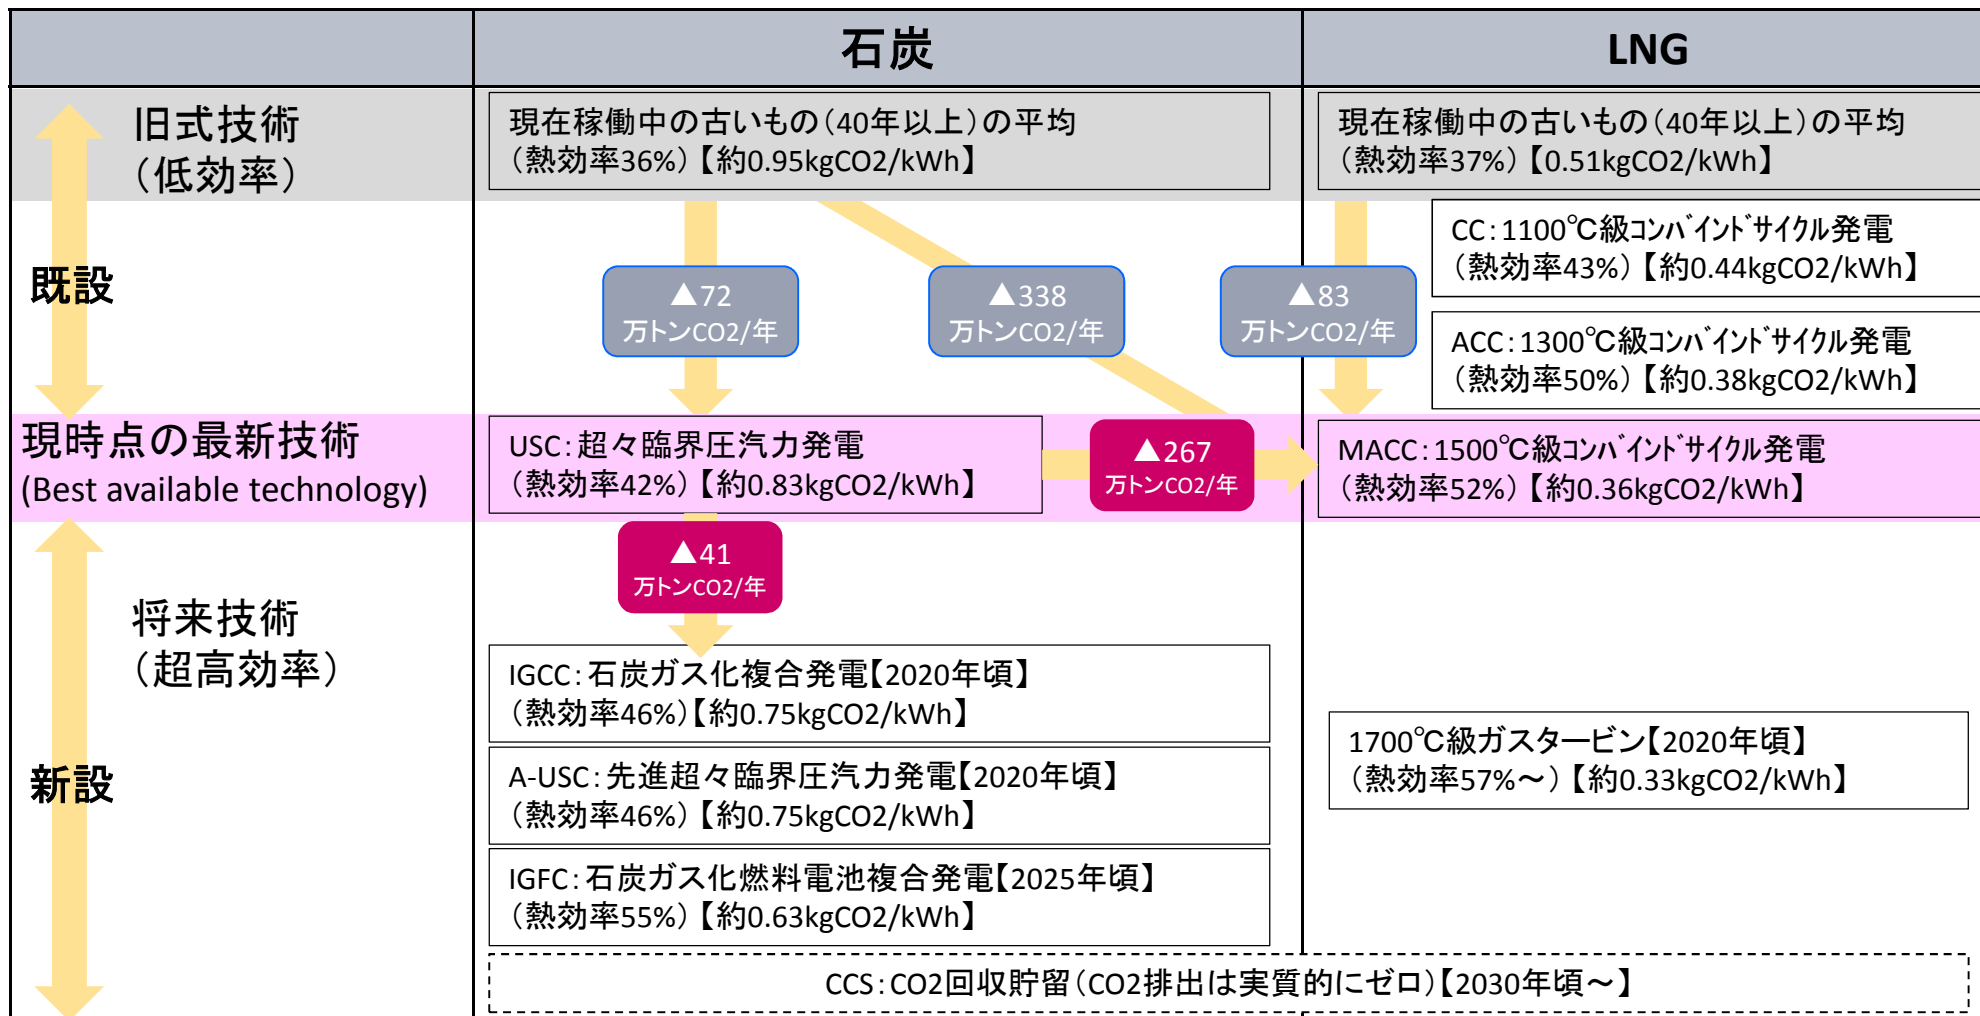 石炭
LNG
旧式技術
（低効率）
現在稼働中の古いもの（40年以上）の平均
（熱効率36%）【約0.95kgCO2/kWh】
現在稼働中の古いもの（40年以上）の平均
（熱効率37%）【0.51kgCO2/kWh】
既設
▲72
万トンCO2/年
▲338
万トンCO2/年
▲83
万トンCO2/年
CC：1100℃級ｺﾝﾊﾞｲﾝﾄﾞｻｲｸﾙ発電
（熱効率43%）【約0.44kgCO2/kWh】
ACC：1300℃級ｺﾝﾊﾞｲﾝﾄﾞｻｲｸﾙ発電
（熱効率50%）【約0.38kgCO2/kWh】
現時点の最新技術
(Best available technology)
USC：超々臨界圧汽力発電
（熱効率42%）【約0.83kgCO2/kWh】
▲267
万トンCO2/年
MACC：1500℃級ｺﾝﾊﾞｲﾝﾄﾞｻｲｸﾙ発電
（熱効率52%）【約0.36kgCO2/kWh】
▲41
万トンCO2/年
将来技術
（超高効率）
新設
IGCC：石炭ガス化複合発電【2020年頃】
（熱効率46%）【約0.75kgCO2/kWh】
A-USC：先進超々臨界圧汽力発電【2020年頃】
（熱効率46%）【約0.75kgCO2/kWh】
IGFC：石炭ガス化燃料電池複合発電【2025年頃】
（熱効率55%）【約0.63kgCO2/kWh】
1700℃級ガスタービン【2020年頃】
（熱効率57%～）【約0.33kgCO2/kWh】
CCS：CO2回収貯留（CO2排出は実質的にゼロ）【2030年頃～】